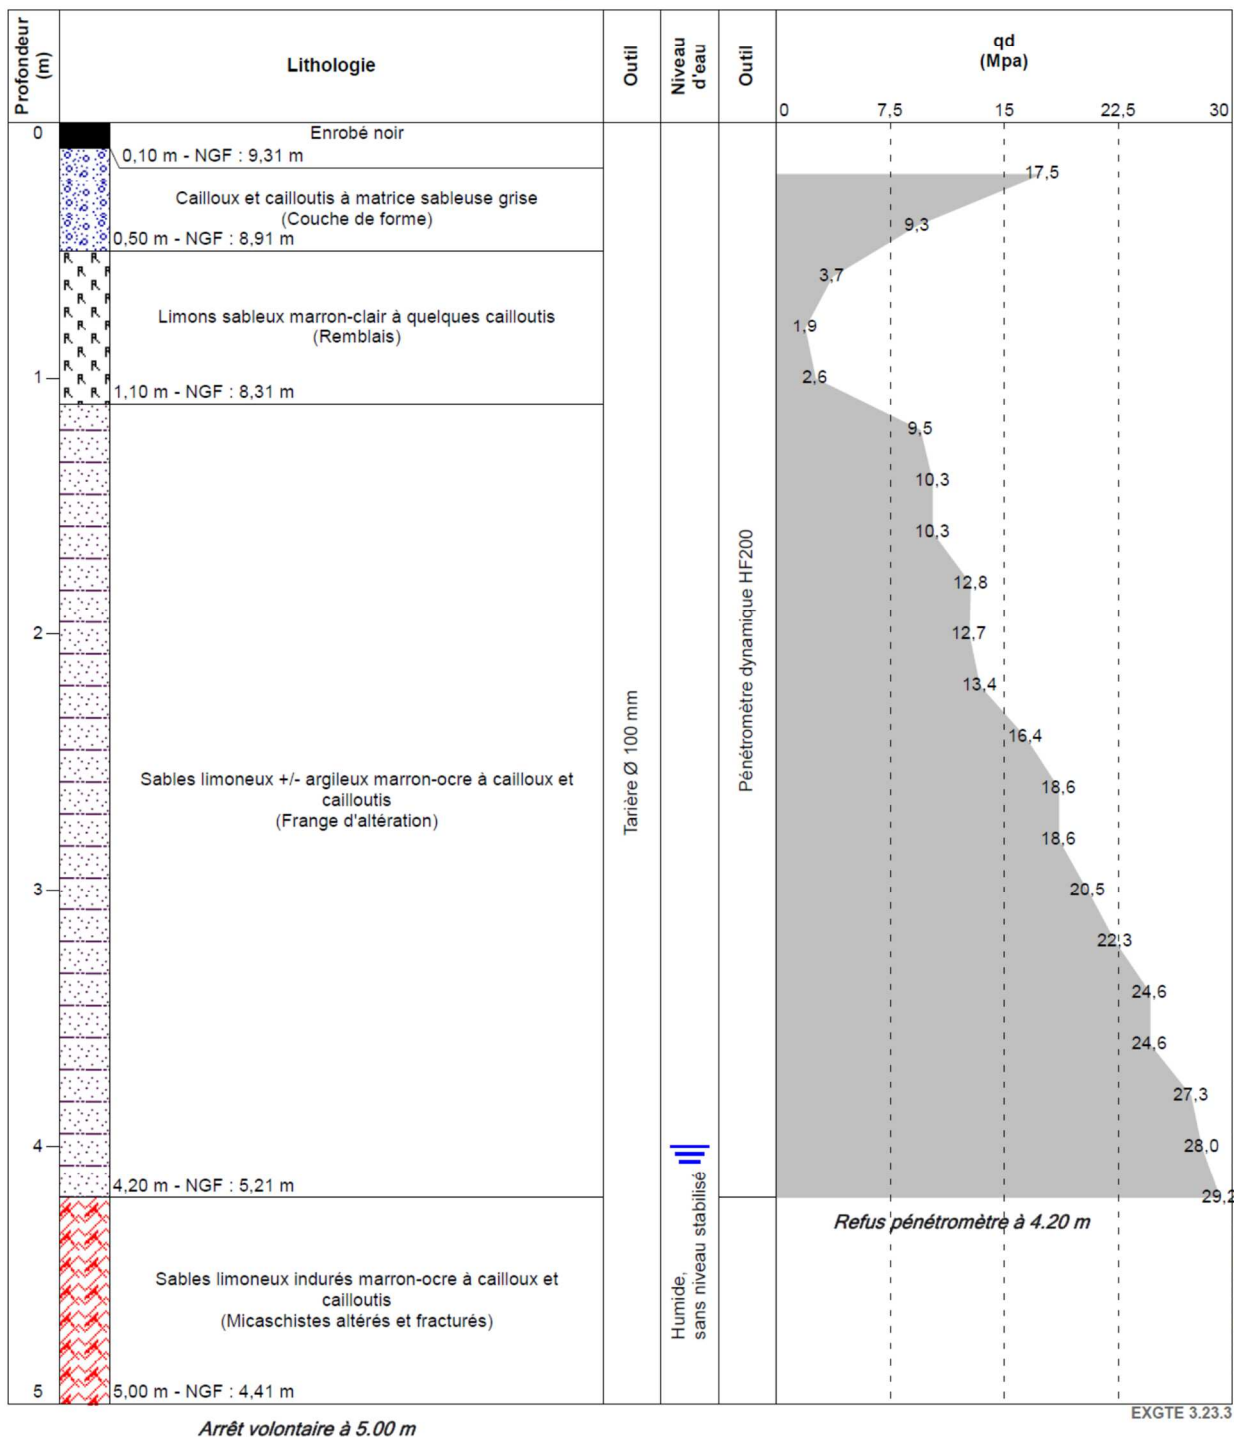 Profondeur
(m)
Lithologie
Outil
Niveau
d'eau
Outil
qd
(Mpa)
0 7,5 15 22,5 30
0
Enrobé noir
0,10 m - NGF : 9,31 m
17,5
Cailloux et cailloutis à matrice sableuse grise
(Couche de forme)
9,3
0,50 m - NGF : 8,91 m
3,7
Limons sableux marron-clair à quelques cailloutis
(Remblais)
1,9
1
2,6
1,10 m - NGF : 8,31 m
9,5
10,3
10,3
12,8
2
12,7
13,4
16,4
Sables limoneux +/- argileux marron-ocre à cailloux et
cailloutis
(Frange d'altération)
Tarière Ø 100 mm
Pénétromètre dynamique HF200
18,6
18,6
3
20,5
22,3
24,6
24,6
27,3
4
28,0
4,20 m - NGF : 5,21 m
29,2
Refus pénétromètre à 4.20 m
Humide,
sans niveau stabilisé
Sables limoneux indurés marron-ocre à cailloux et
cailloutis
(Micaschistes altérés et fracturés)
5
5,00 m - NGF : 4,41 m
EXGTE 3.23.3
Arrêt volontaire à 5.00 m